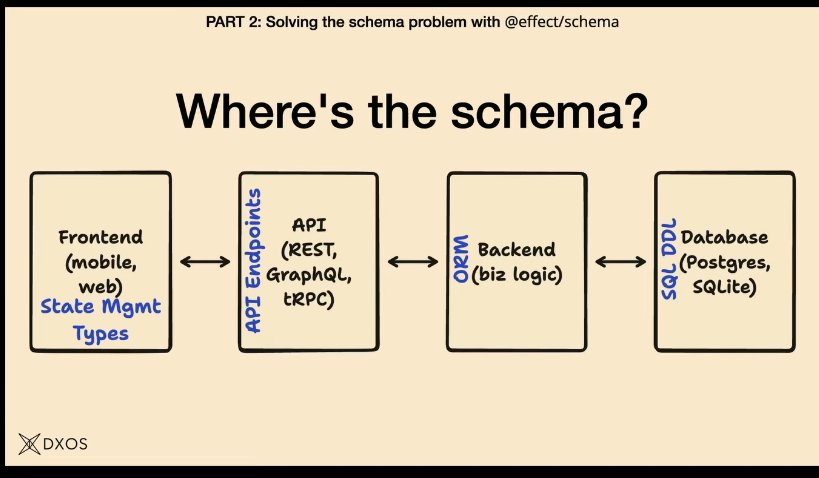 PART 2: Solving the schema problem with @effect/schema
Where's the schema?
Frontend
(mobile,
web)
State Mgmt
Types
API Endpoints
API
(REST,
GraphQL,
tRPC)
ORM
Backend
(biz logic)
SQL DDL
Database
(Postgres,
SQLite)
DXOS